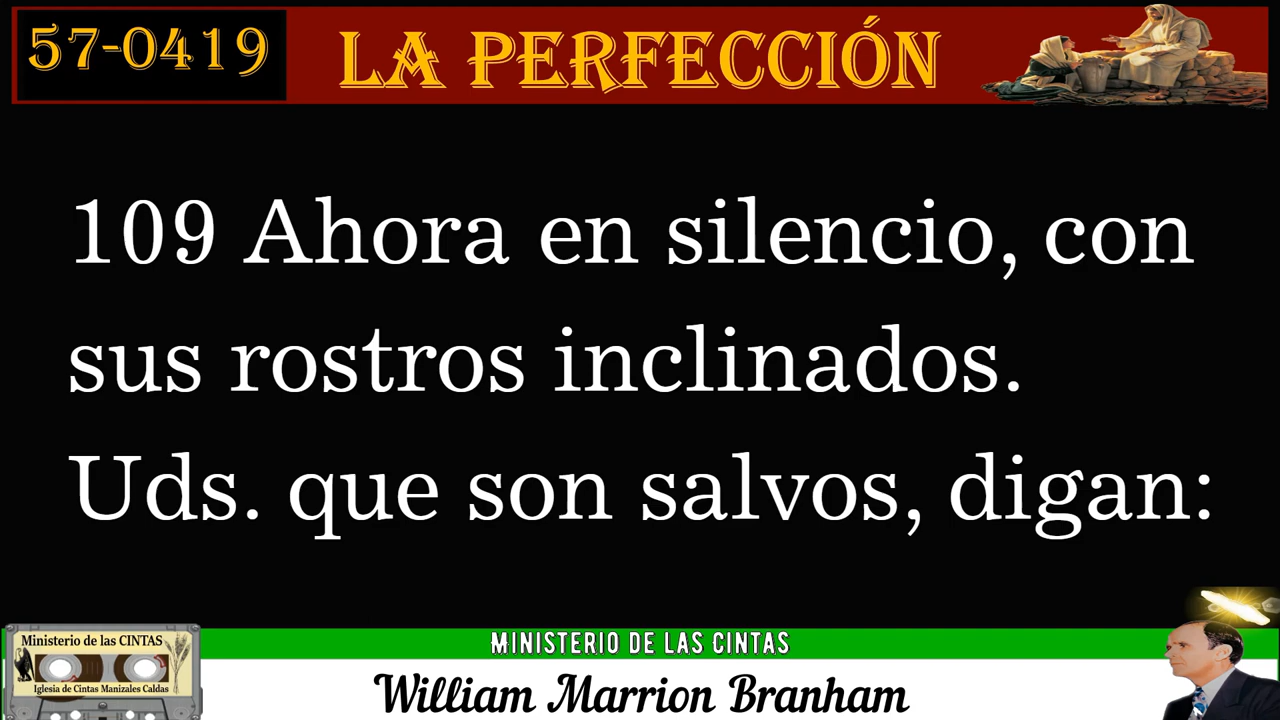 57-0419
LA PERFECCIÓN
109 Ahora en silencio, con
sus rostros inclinados.
Uds. que son salvos, digan:
Ministerio de las CINTAS
Iglesia de Cintas Manizales Caldas
MINISTERIO DE LAS CINTAS
William Marrion Branham